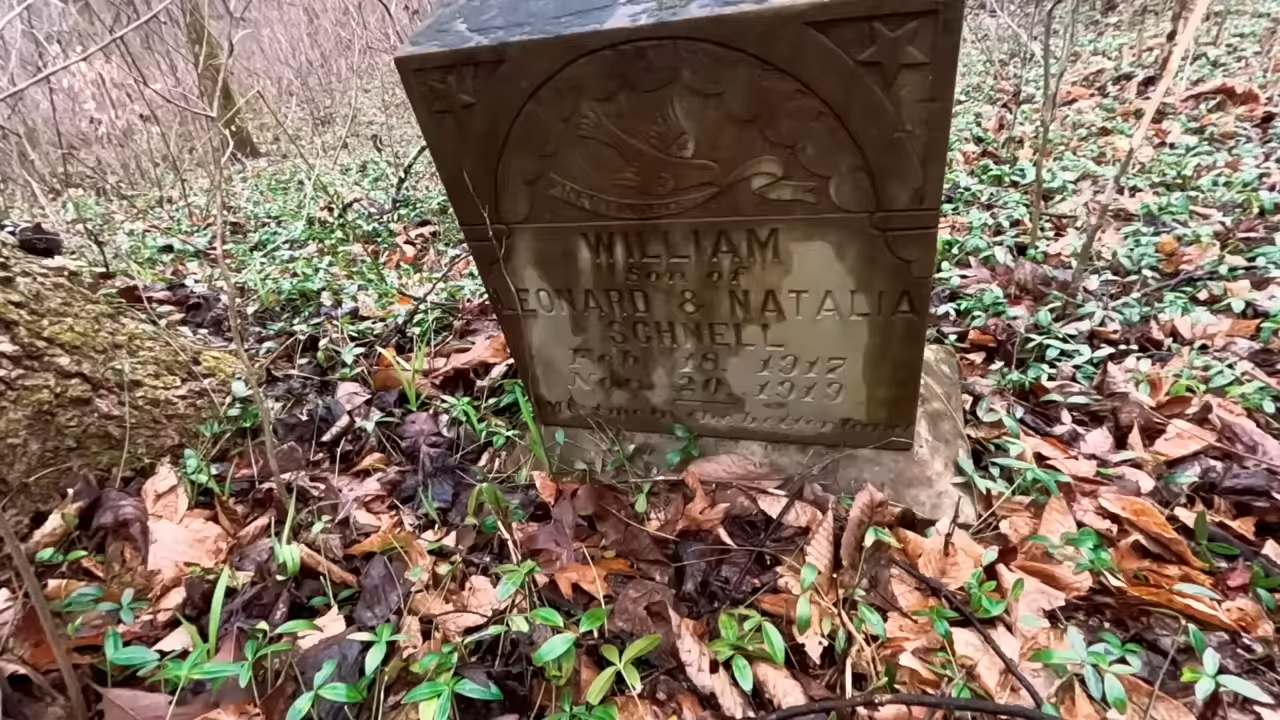 WILLIAM
Son of
LEONARD & NATALIA
SCHNELL
Feb. 18. 1917
Nov. 20. 1919